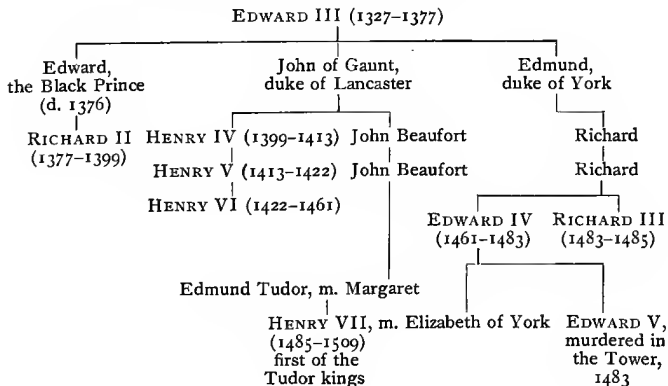 EDWARD III (1327–1377)
Edward,
the Black Prince
(d. 1376)
John of Gaunt,
duke of Lancaster
Edmund,
duke of York
RICHARD II
(1377–1399)
HENRY IV (1399–1413)
John Beaufort
Richard
HENRY V (1413–1422)
John Beaufort
Richard
HENRY VI (1422–1461)
EDWARD IV
(1461–1483)
RICHARD III
(1483–1485)
Edmund Tudor, m. Margaret
HENRY VII, m. Elizabeth of York
(1485–1509)
first of the
Tudor kings
EDWARD V,
murdered in
the Tower,
1483